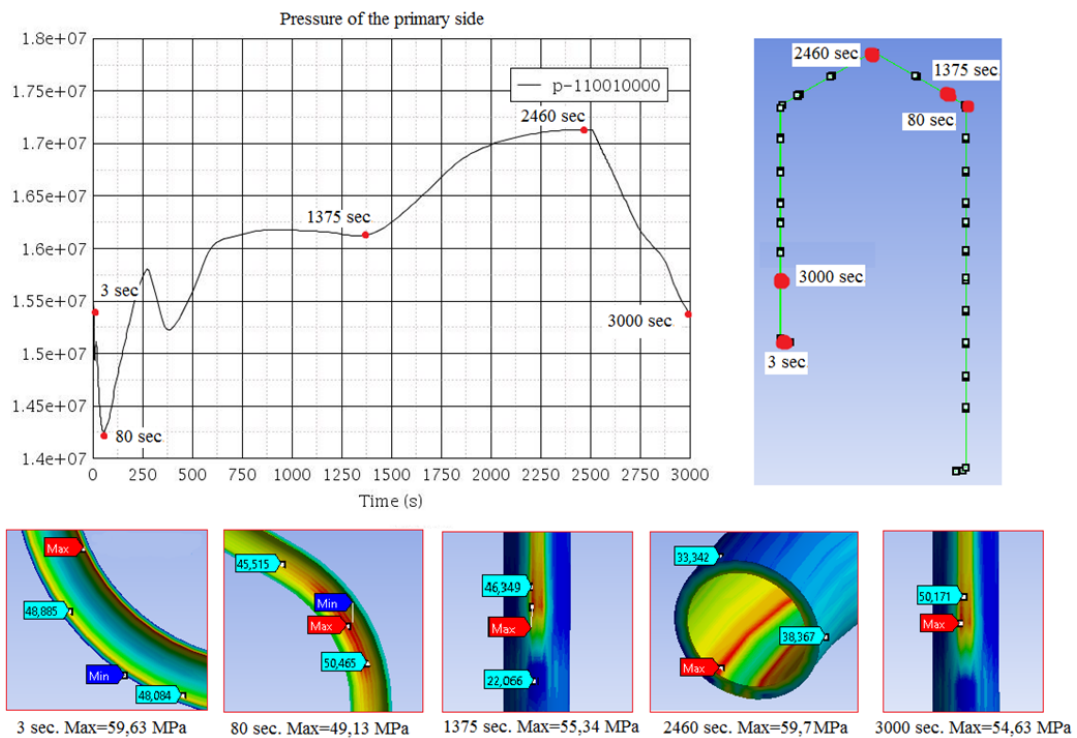 Pressure of the primary side
1.8e+07
1.75e+07
1.7e+07
1.65e+07
1.6e+07
1.55e+07
1.5e+07
1.45e+07
1.4e+07
p-110010000
2460 sec
1375 sec
3 sec
3000 sec
80 sec
0 250 500 750 1000 1250 1500 1750 2000 2250 2500 2750 3000
Time (s)
2460 sec
1375 sec
80 sec
3000 sec
3 sec
Max
48,885
Min
48,084
45,515
Min
Max
50,465
46,349
Max
22,066
33,342
38,367
Max
50,171
Max
3 sec. Max=59,63 MPa
80 sec. Max=49,13 MPa
1375 sec. Max=55,34 MPa
2460 sec. Max=59,7MPa
3000 sec. Max=54,63 MPa